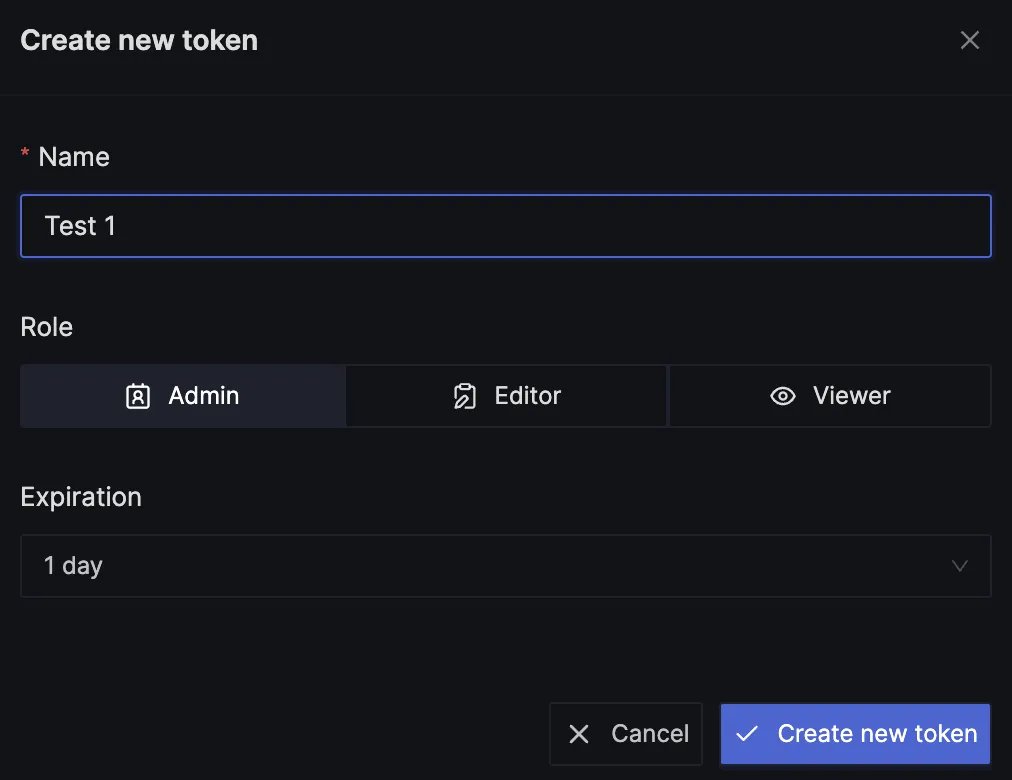 Create new token
* Name
Test 1
Role
Admin Editor Viewer
Expiration
1 day
Cancel Create new token